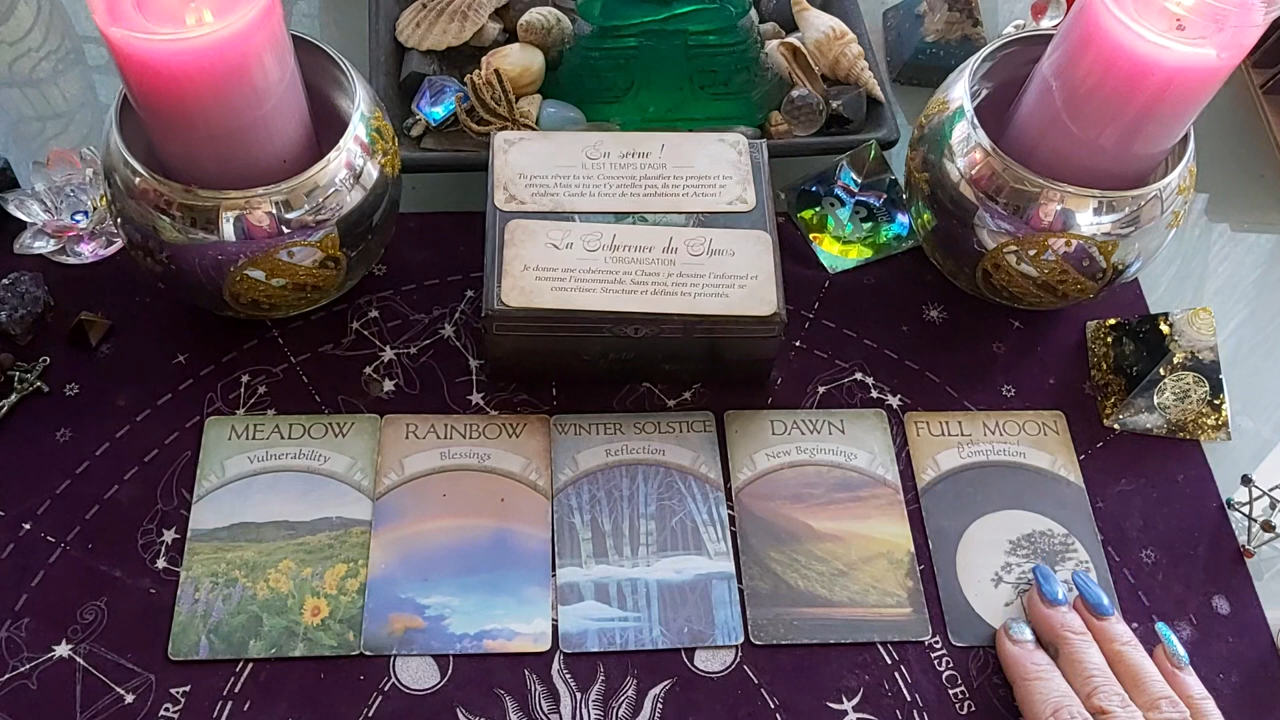 En scène !
IL EST TEMPS D'AGIR
Tu peux rêver ta vie. Concevoir, planifier tes projets et tes
envies. Mais si tu ne t'y attelles pas, ils ne pourront se
réaliser. Garde la force de tes ambitions et Action !
La Cohérence du Chaos
L'ORGANISATION
Je donne une cohérence au Chaos : je dessine l'informel et
nomme l'innommable. Sans moi, rien ne pourrait se
concrétiser. Structure et définis tes priorités.
MEADOW
Vulnerability
RAINBOW
Blessings
WINTER SOLSTICE
Reflection
DAWN
New Beginnings
FULL MOON
Completion
PISCES